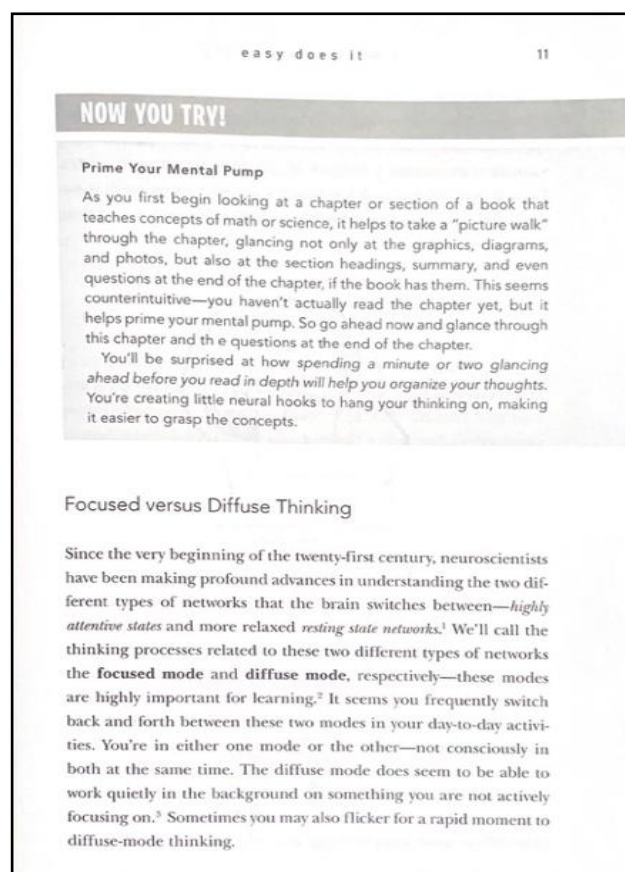 easy does it 11
NOW YOU TRY!
Prime Your Mental Pump
As you first begin looking at a chapter or section of a book that
teaches concepts of math or science, it helps to take a "picture walk"
through the chapter, glancing not only at the graphics, diagrams,
and photos, but also at the section headings, summary, and even
questions at the end of the chapter, if the book has them. This seems
counterintuitive—you haven't actually read the chapter yet, but it
helps prime your mental pump. So go ahead now and glance through
this chapter and th e questions at the end of the chapter.
You'll be surprised at how spending a minute or two glancing
ahead before you read in depth will help you organize your thoughts.
You're creating little neural hooks to hang your thinking on, making
it easier to grasp the concepts.
Focused versus Diffuse Thinking
Since the very beginning of the twenty-first century, neuroscientists
have been making profound advances in understanding the two dif-
ferent types of networks that the brain switches between—highly
attentive states and more relaxed resting state networks.¹ We'll call the
thinking processes related to these two different types of networks
the focused mode and diffuse mode, respectively—these modes
are highly important for learning.² It seems you frequently switch
back and forth between these two modes in your day-to-day activi-
ties. You're in either one mode or the other—not consciously in
both at the same time. The diffuse mode does seem to be able to
work quietly in the background on something you are not actively
focusing on.³ Sometimes you may also flicker for a rapid moment to
diffuse-mode thinking.